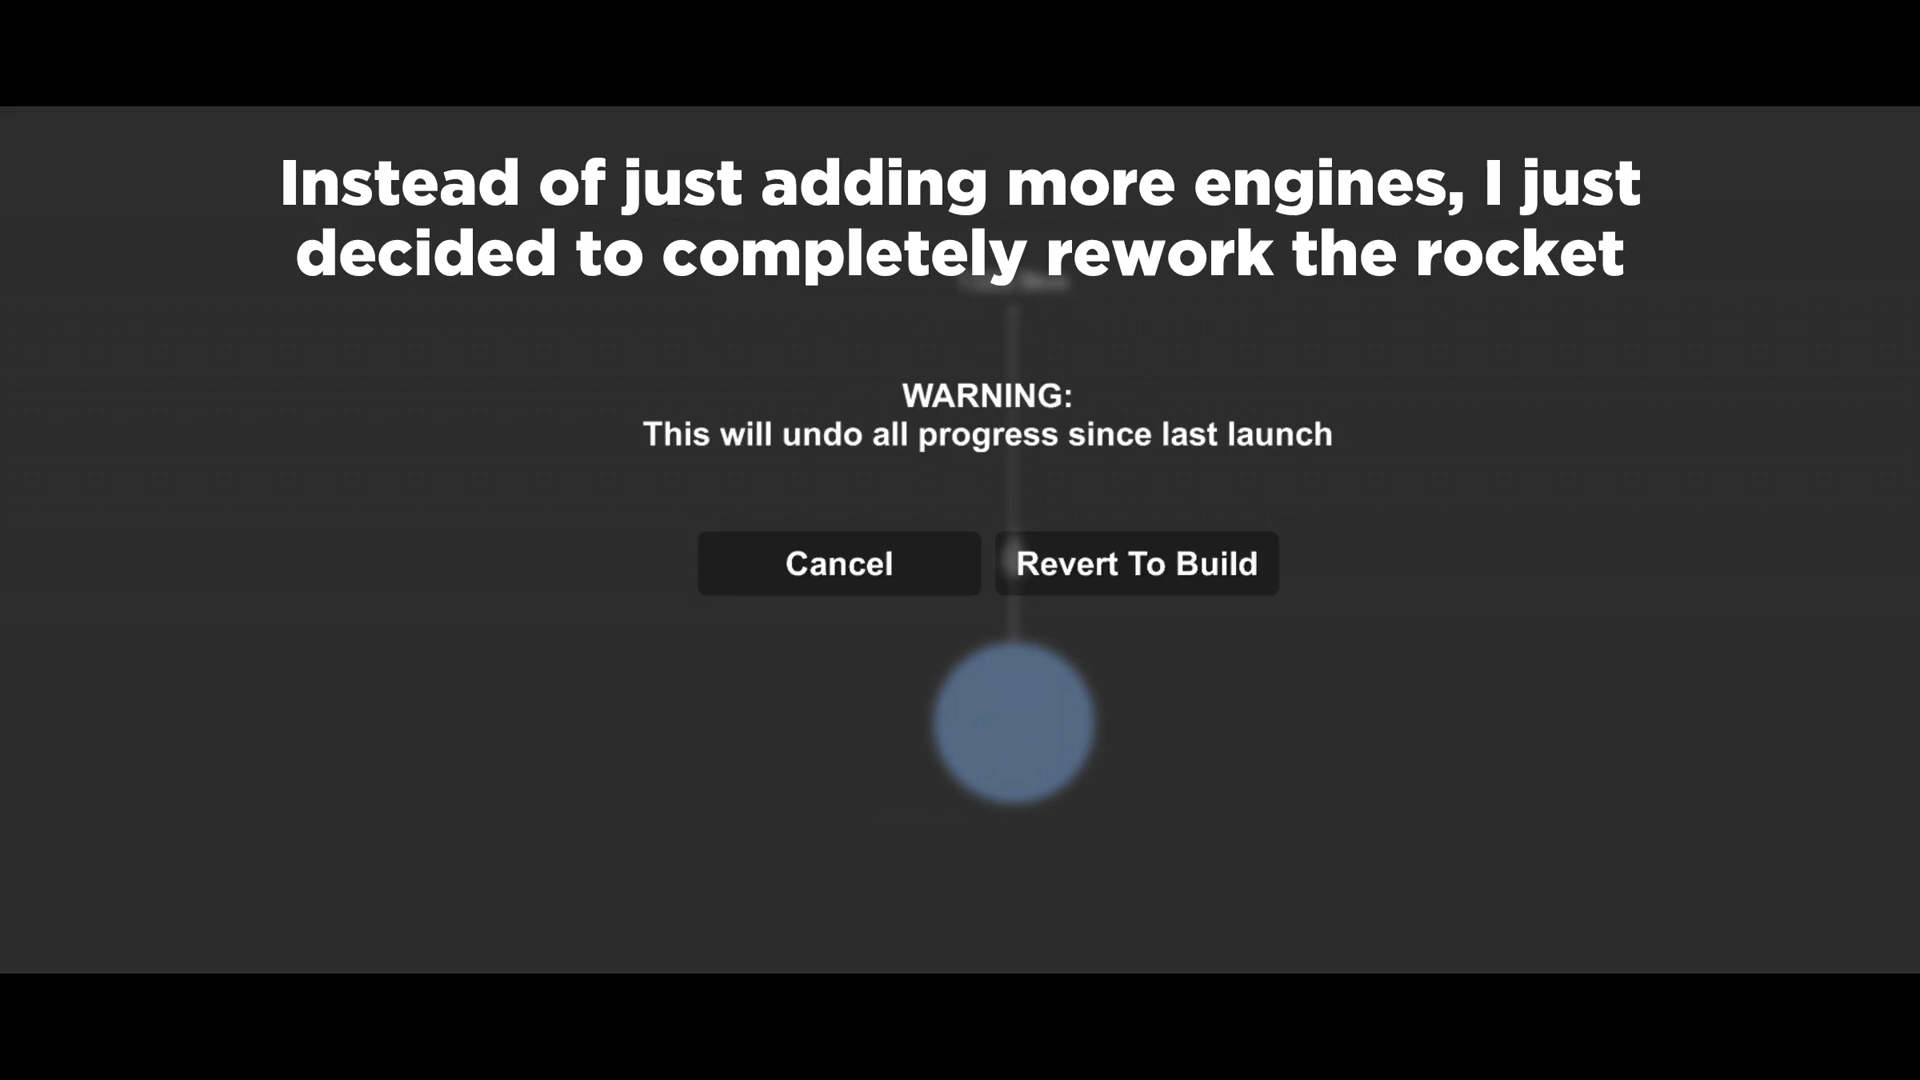 Instead of just adding more engines, I just
decided to completely rework the rocket
WARNING:
This will undo all progress since last launch
Cancel
Revert To Build